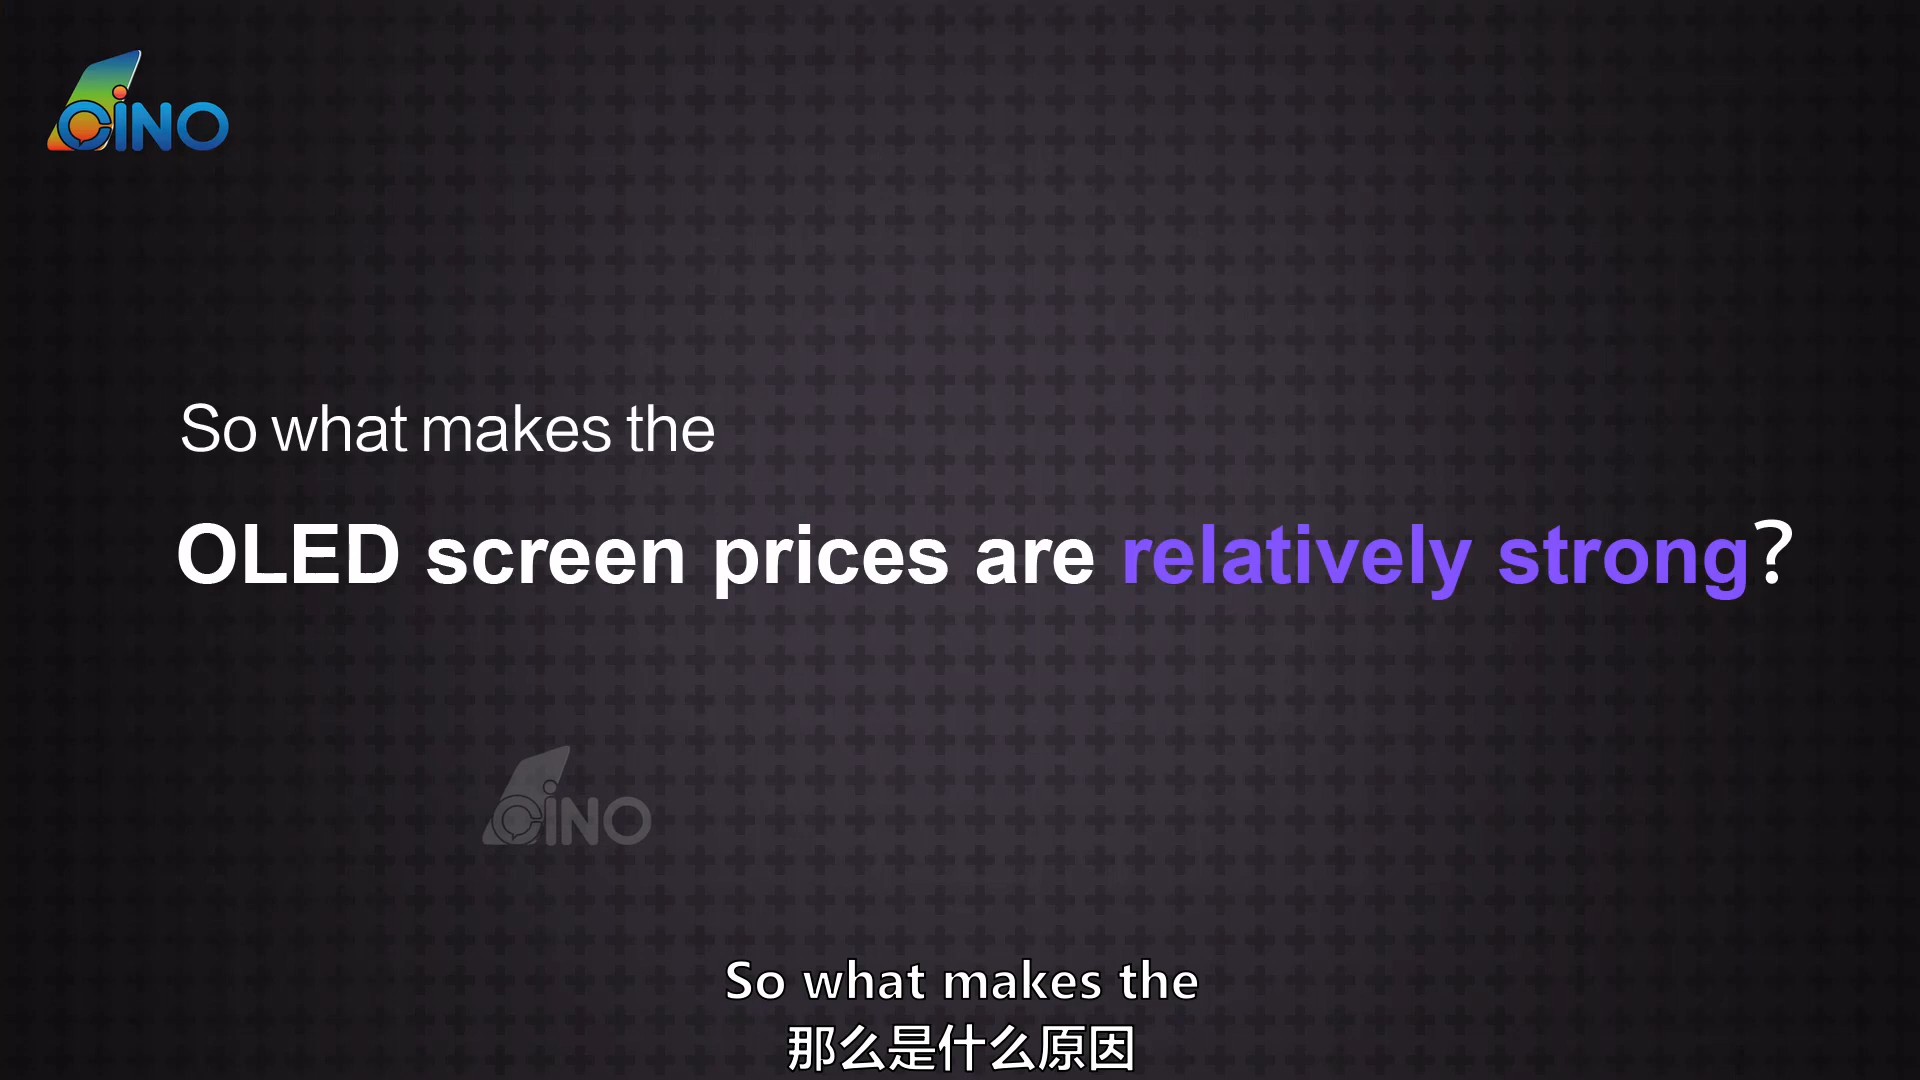 CINO
So what makes the
OLED screen prices are relatively strong?
CINO
So what makes the
那么是什么原因